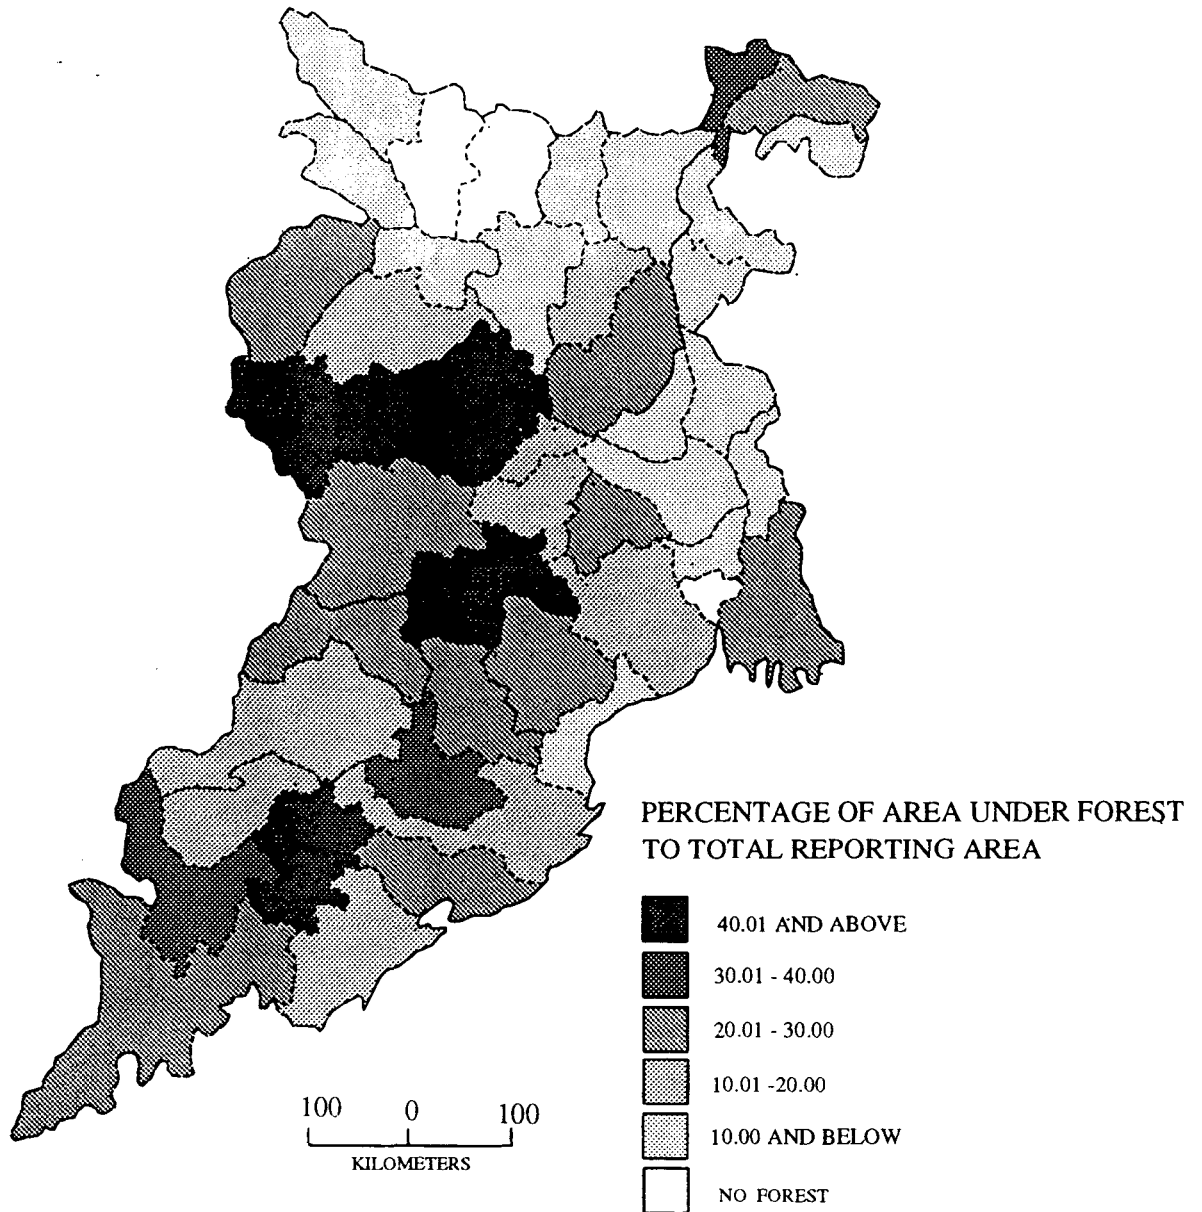 PERCENTAGE OF AREA UNDER FOREST
TO TOTAL REPORTING AREA
40.01 AND ABOVE
30.01 - 40.00
20.01 - 30.00
10.01 -20.00
10.00 AND BELOW
NO FOREST
100 0 100
KILOMETERS